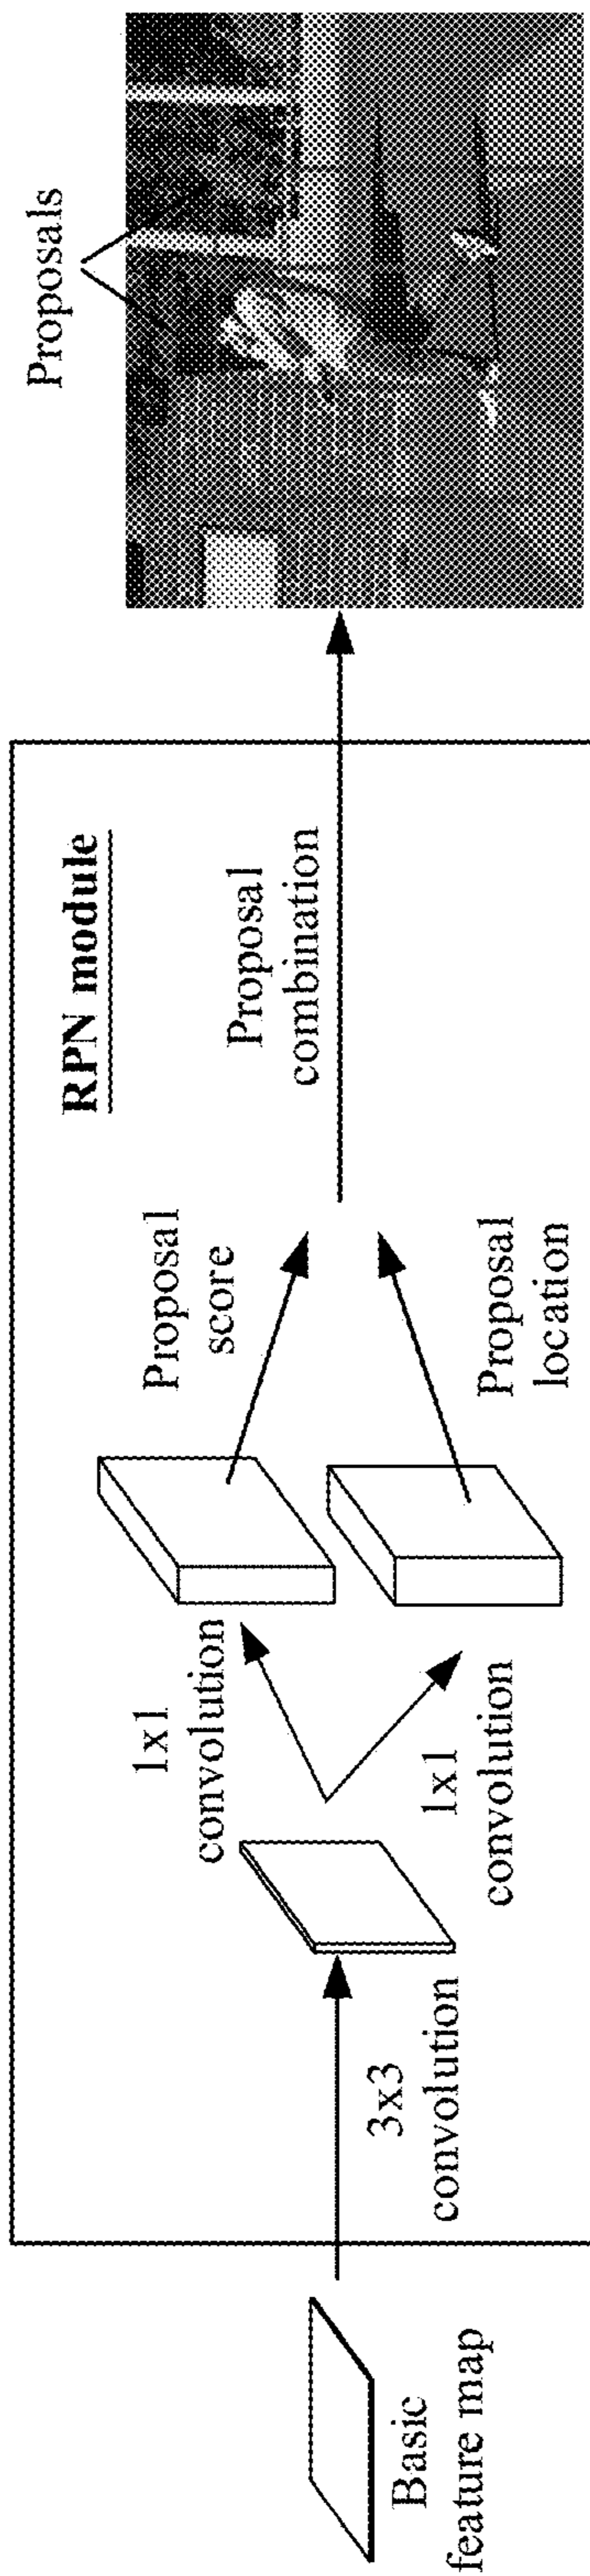 Basic
feature map
RPN module
3x3
convolution
1x1
convolution
1x1
convolution
Proposal
score
Proposal
location
Proposal
combination
Proposals